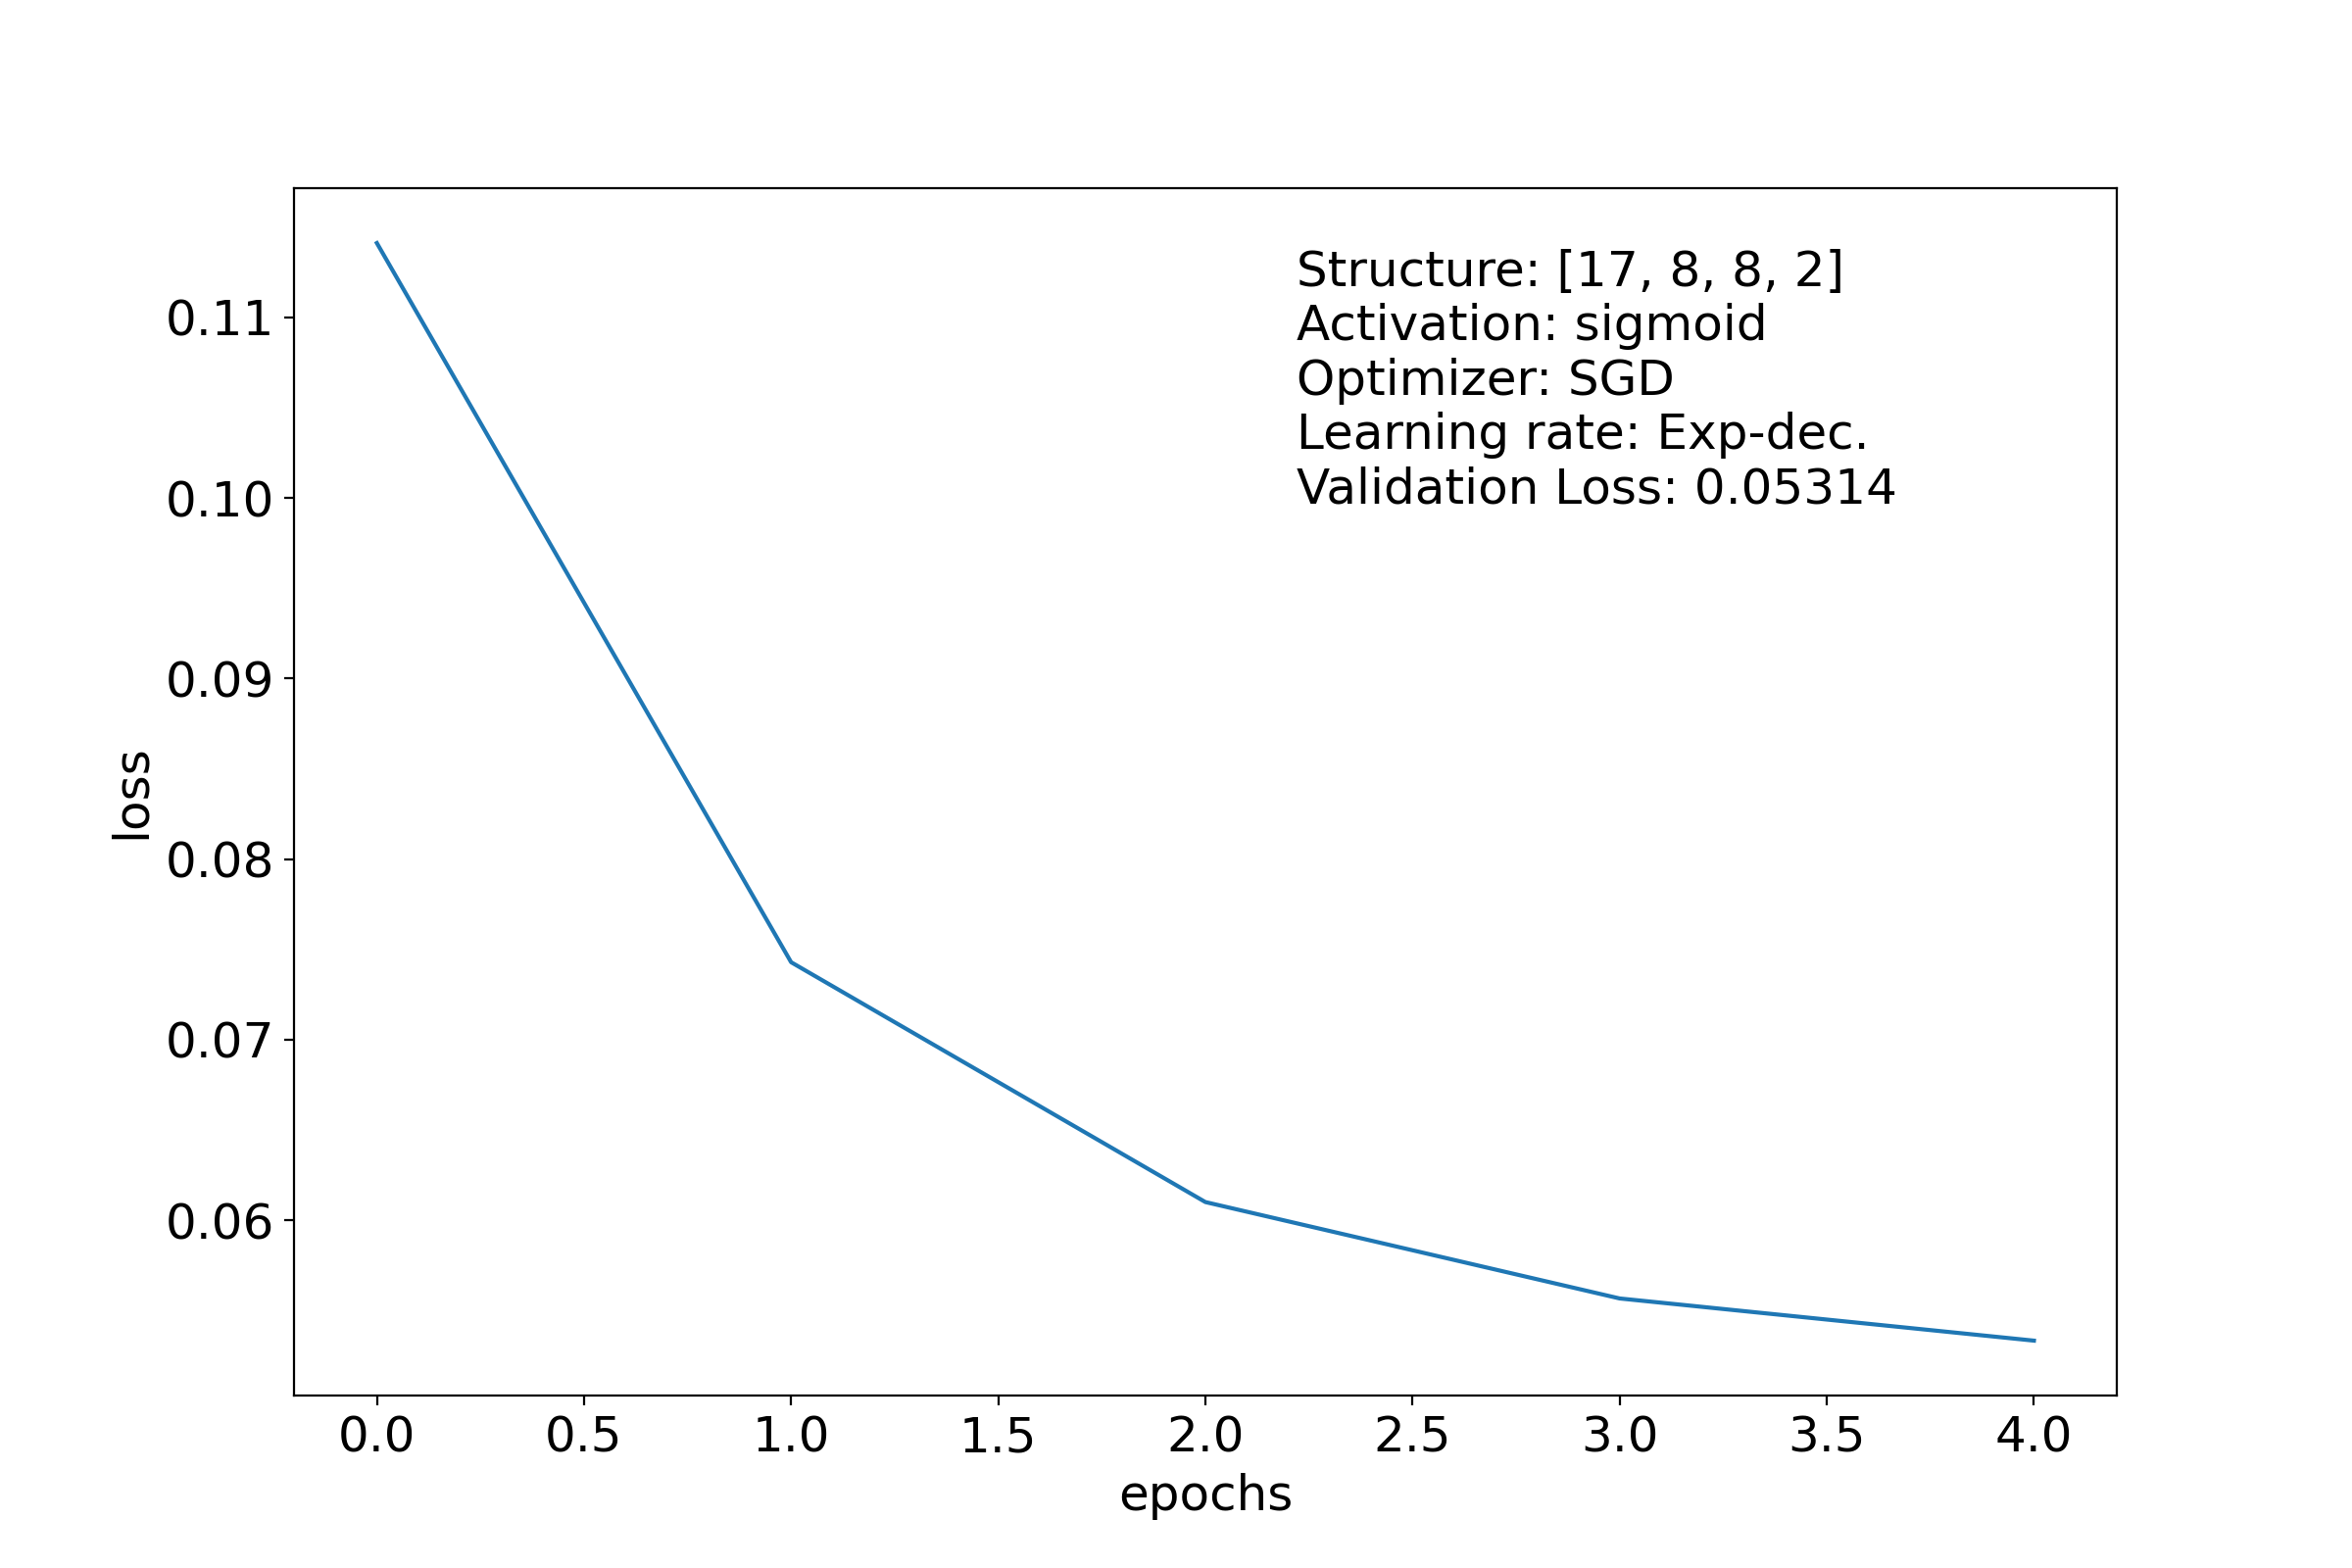 Structure: [17, 8, 8, 2]
Activation: sigmoid
Optimizer: SGD
Learning rate: Exp-dec.
Validation Loss: 0.05314
0.11
0.10
0.09
0.08
0.07
0.06
loss
0.0 0.5 1.0 1.5 2.0 2.5 3.0 3.5 4.0
epochs